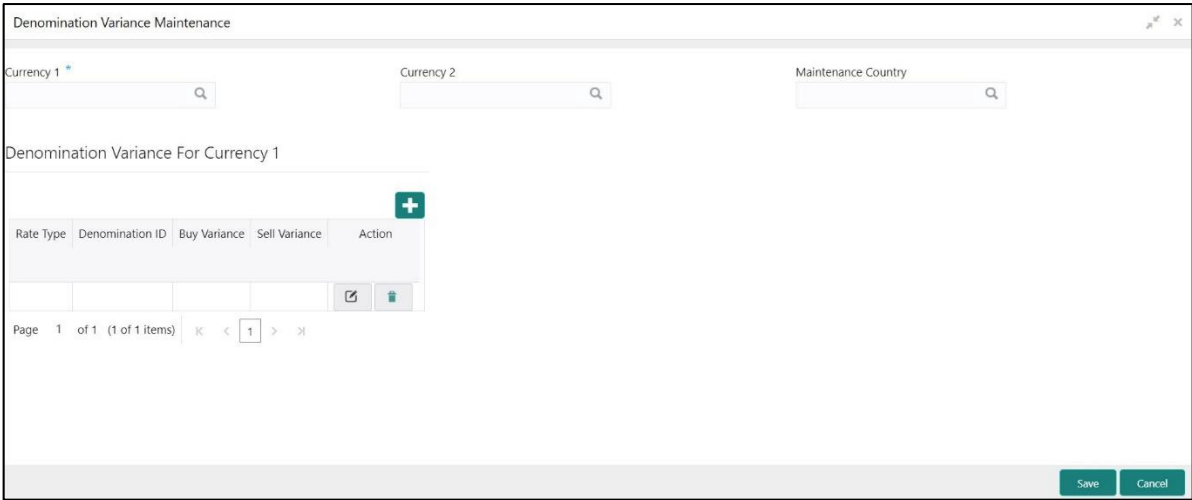 Denomination Variance Maintenance
Currency 1 * Currency 2 Maintenance Country
Denomination Variance For Currency 1
Rate Type Denomination ID Buy Variance Sell Variance Action
Page 1 of 1 (1 of 1 items) 1
Save Cancel